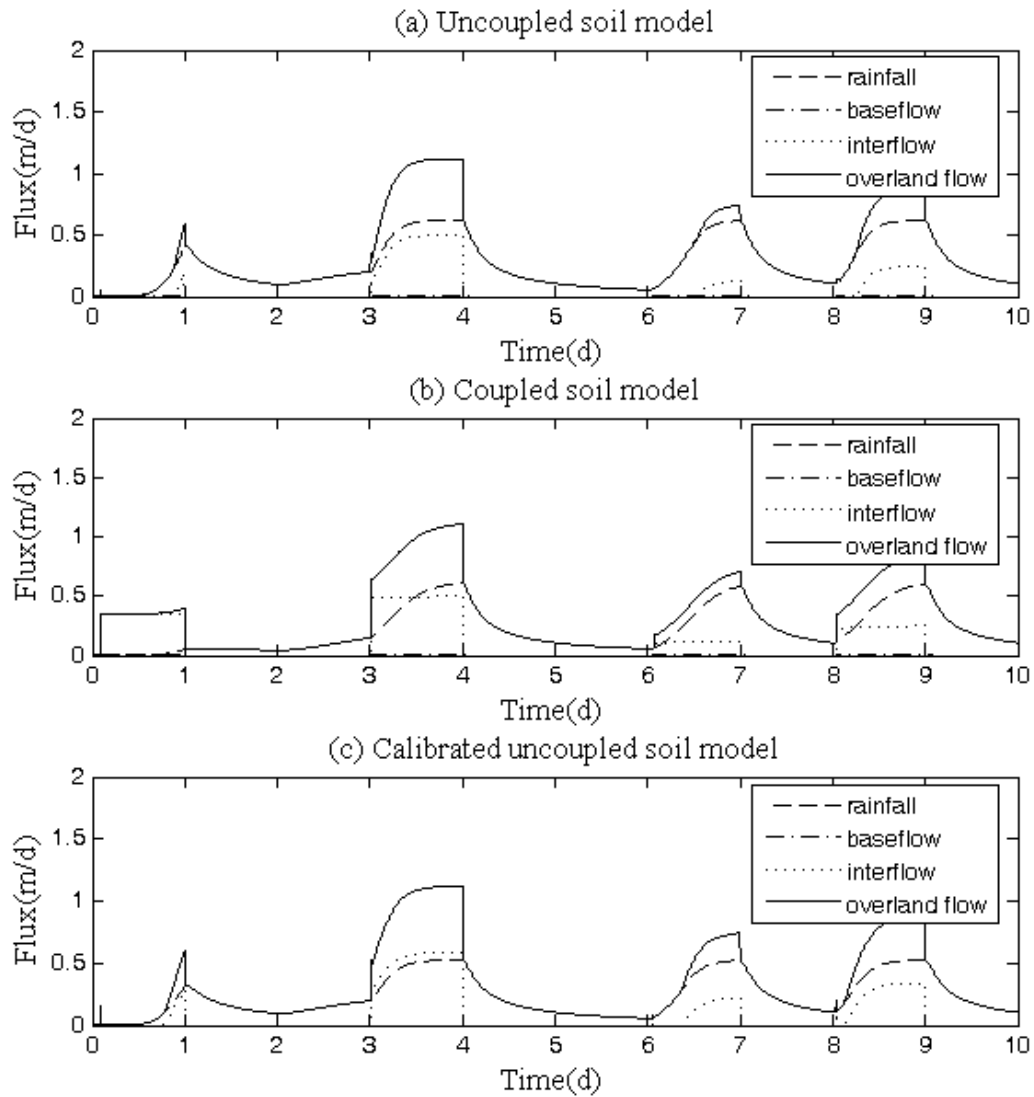 (a) Uncoupled soil model
2
1.5
1
0.5
0
Flux(m/d)
rainfall
baseflow
interflow
overland flow
0 1 2 3 4 5 6 7 8 9 10
Time(d)
(b) Coupled soil model
2
1.5
1
0.5
0
Flux(m/d)
rainfall
baseflow
interflow
overland flow
0 1 2 3 4 5 6 7 8 9 10
Time(d)
(c) Calibrated uncoupled soil model
2
1.5
1
0.5
0
Flux(m/d)
rainfall
baseflow
interflow
overland flow
0 1 2 3 4 5 6 7 8 9 10
Time(d)